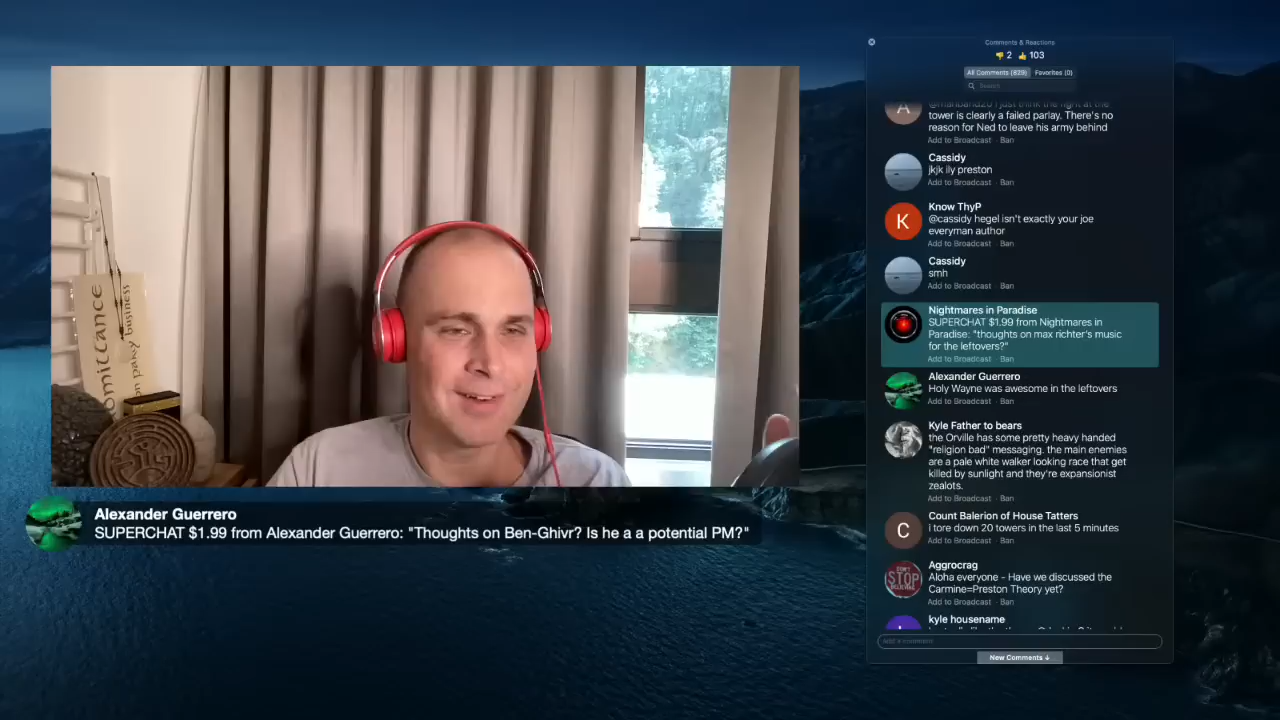 Comments & Reactions
2 103
All Comments (829) Favorites (0)
Search
tower is clearly a failed parlay. There's no
reason for Ned to leave his army behind
Add to Broadcast · Ban
Cassidy
jkjk ily preston
Add to Broadcast · Ban
Know ThyP
@cassidy hegel isn't exactly your joe
everyman author
Add to Broadcast · Ban
Cassidy
smh
Add to Broadcast · Ban
Nightmares in Paradise
SUPERCHAT $1.99 from Nightmares in
Paradise: "thoughts on max richter's music
for the leftovers?"
Add to Broadcast · Ban
Alexander Guerrero
Holy Wayne was awesome in the leftovers
Add to Broadcast · Ban
Kyle Father to bears
the Orville has some pretty heavy handed
"religion bad" messaging. the main enemies
are a pale white walker looking race that get
killed by sunlight and they're expansionist
zealots.
Add to Broadcast · Ban
Count Balerion of House Tatters
i tore down 20 towers in the last 5 minutes
Add to Broadcast · Ban
Aggrocrag
Aloha everyone - Have we discussed the
Carmine=Preston Theory yet?
Add to Broadcast · Ban
kyle housename
Add a comment
New Comments ↓
A
K
C
STOP
omittance
on pany business
Alexander Guerrero
SUPERCHAT $1.99 from Alexander Guerrero: "Thoughts on Ben-Ghivr? Is he a a potential PM?"